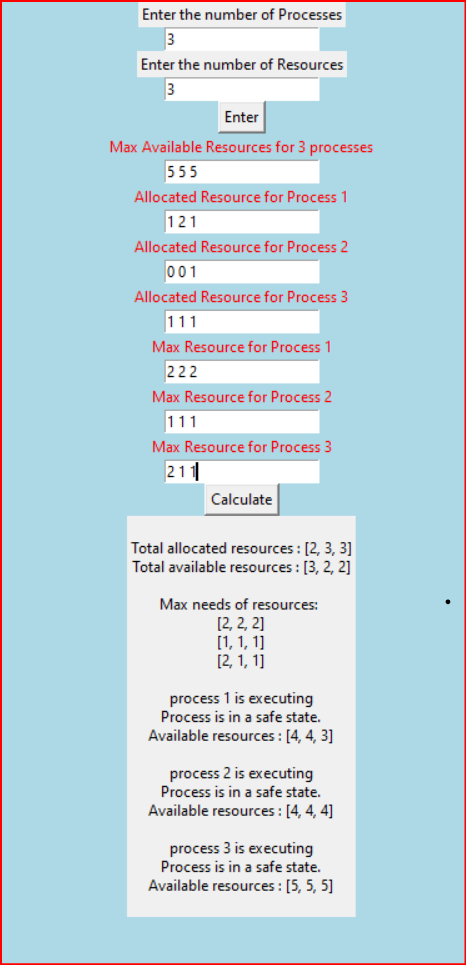 Enter the number of Processes
3
Enter the number of Resources
3
Enter
Max Available Resources for 3 processes
5 5 5
Allocated Resource for Process 1
1 2 1
Allocated Resource for Process 2
0 0 1
Allocated Resource for Process 3
1 1 1
Max Resource for Process 1
2 2 2
Max Resource for Process 2
1 1 1
Max Resource for Process 3
2 1 1
Calculate
Total allocated resources : [2, 3, 3]
Total available resources : [3, 2, 2]
Max needs of resources:
[2, 2, 2]
[1, 1, 1]
[2, 1, 1]
process 1 is executing
Process is in a safe state.
Available resources : [4, 4, 3]
process 2 is executing
Process is in a safe state.
Available resources : [4, 4, 4]
process 3 is executing
Process is in a safe state.
Available resources : [5, 5, 5]